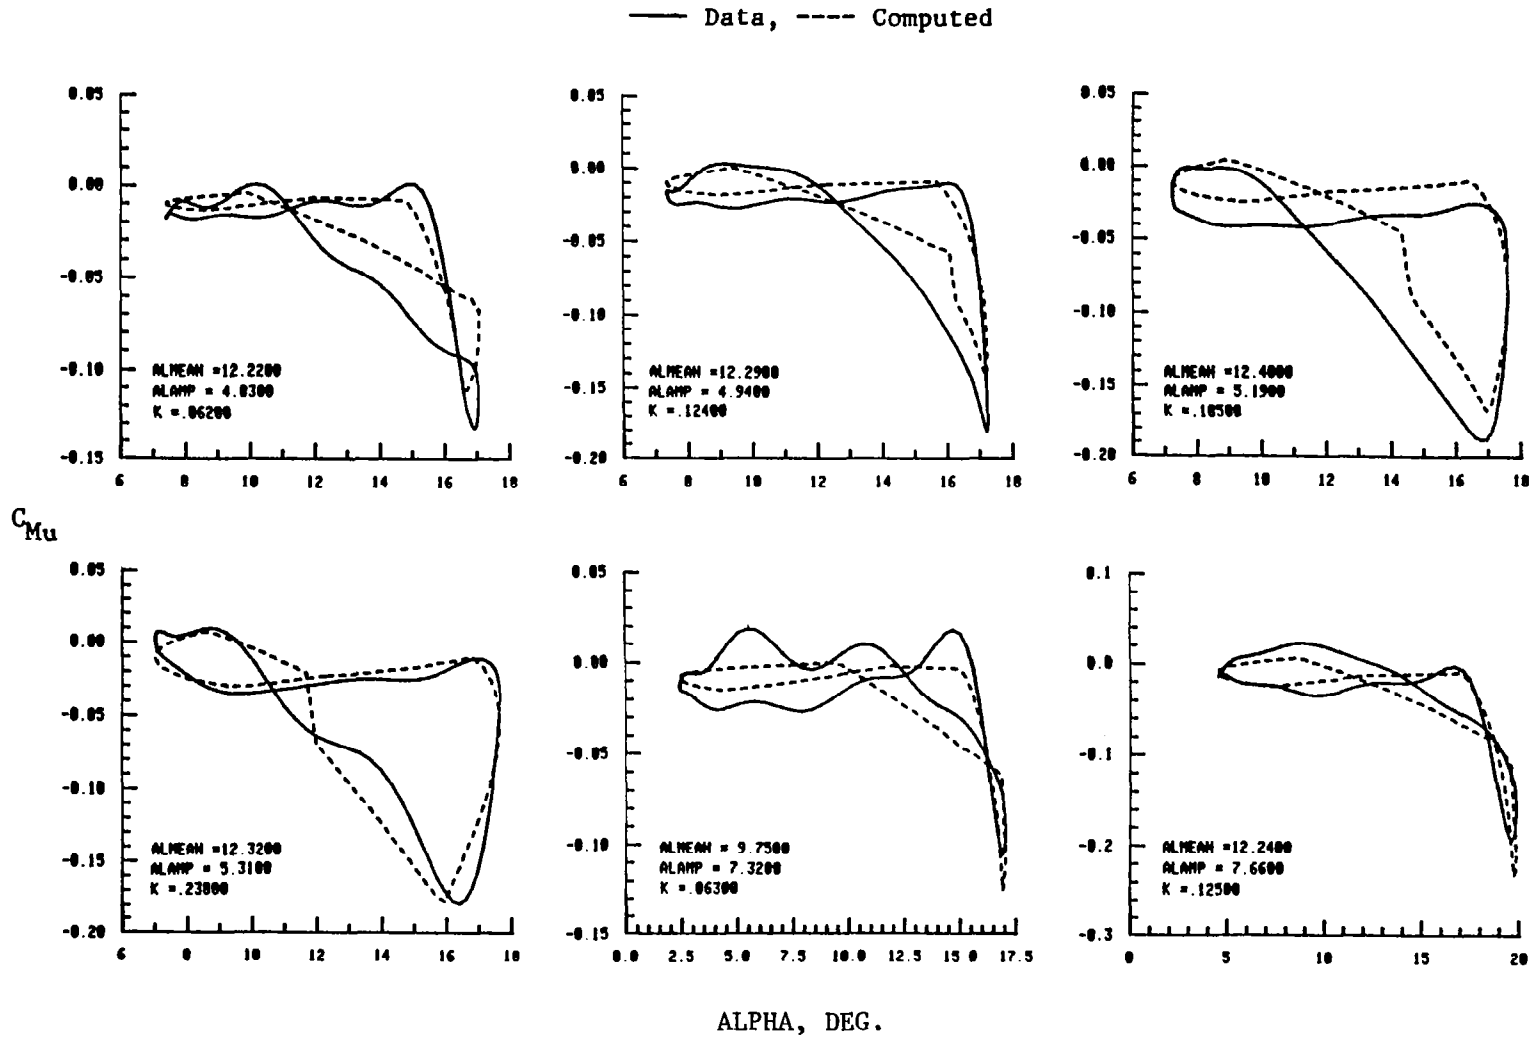 Data, Computed
0.05
0.00
-0.05
-0.10
-0.15
ALMEAN =12.2200
ALAMP = 4.8300
K =.06200
6 8 10 12 14 16 18
0.05
0.00
-0.05
-0.10
-0.15
-0.20
ALMEAN =12.2900
ALAMP = 4.9400
K =.12400
6 8 10 12 14 16 18
0.05
0.00
-0.05
-0.10
-0.15
-0.20
ALMEAN =12.4000
ALAMP = 5.1900
K =.18500
6 8 10 12 14 16 18
CMu
0.05
0.00
-0.05
-0.10
-0.15
-0.20
ALMEAN =12.3200
ALAMP = 5.3100
K =.23800
6 8 10 12 14 16 18
0.05
0.00
-0.05
-0.10
-0.15
ALMEAN = 9.7500
ALAMP = 7.3200
K =.06300
0.0 2.5 5.0 7.5 10.0 12.5 15 0 17.5
0.1
0.0
-0.1
-0.2
-0.3
ALMEAN =12.2400
ALAMP = 7.6600
K =.12500
0 5 10 15 20
ALPHA, DEG.